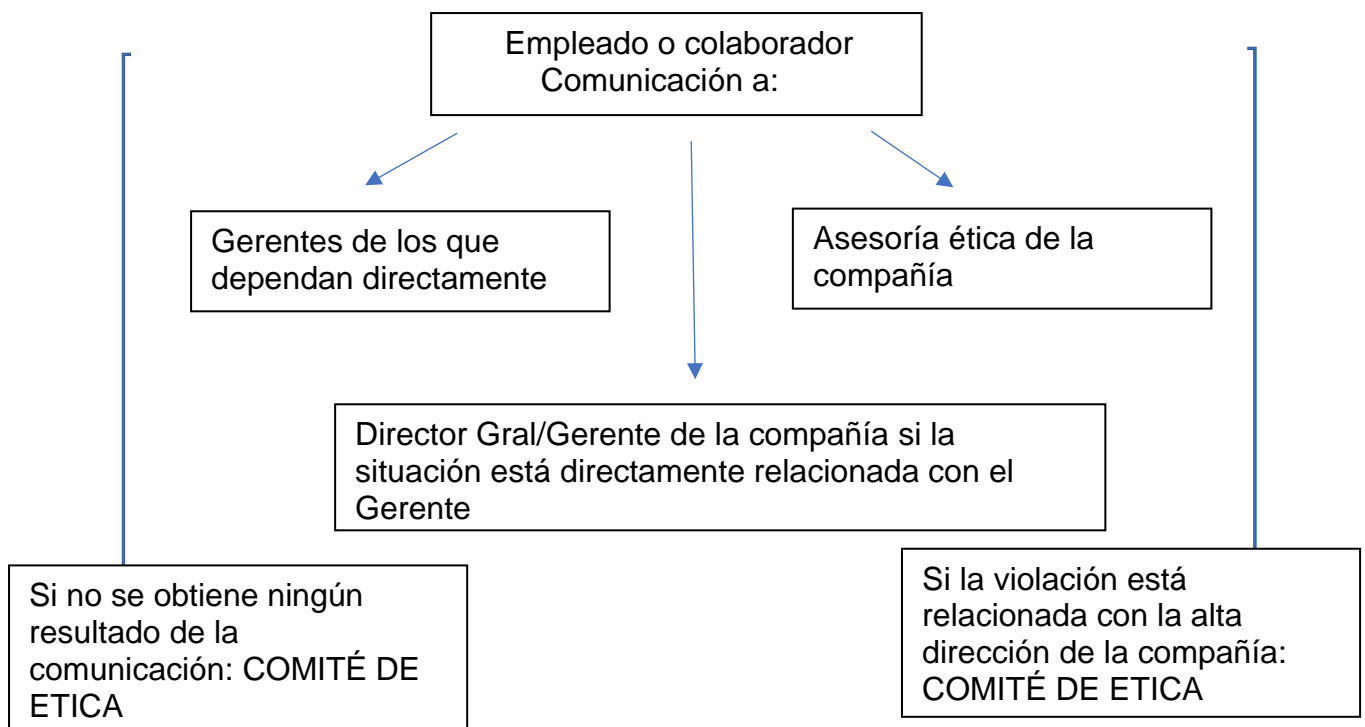 Empleado o colaborador
Comunicación a:
Gerentes de los que
dependan directamente
Asesoría ética de la
compañía
Director Gral/Gerente de la compañía si la
situación está directamente relacionada con el
Gerente
Si no se obtiene ningún
resultado de la
comunicación: COMITÉ DE
ETICA
Si la violación está
relacionada con la alta
dirección de la compañía:
COMITÉ DE ETICA